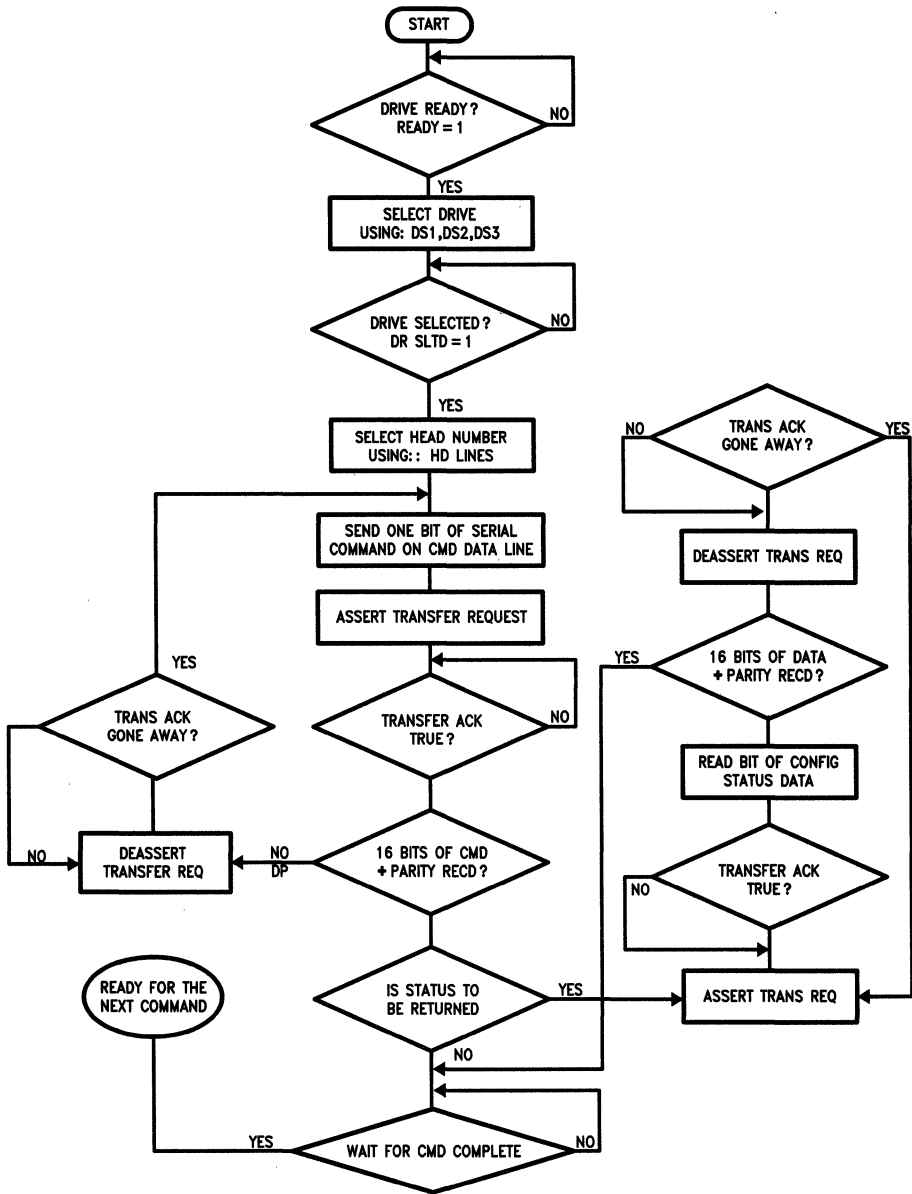 START
DRIVE READY?
READY = 1
NO
YES
SELECT DRIVE
USING: DS1,DS2,DS3
DRIVE SELECTED?
DR SLTD = 1
NO
YES
SELECT HEAD NUMBER
USING:: HD LINES
SEND ONE BIT OF SERIAL
COMMAND ON CMD DATA LINE
ASSERT TRANSFER REQUEST
TRANSFER ACK
TRUE?
NO
16 BITS OF CMD
+ PARITY RECD?
NO
DP
DEASSERT
TRANSFER REQ
TRANS ACK
GONE AWAY?
YES
NO
IS STATUS TO
BE RETURNED
YES
NO
WAIT FOR CMD COMPLETE
NO
YES
READY FOR THE
NEXT COMMAND
TRANS ACK
GONE AWAY?
NO
YES
DEASSERT TRANS REQ
16 BITS OF DATA
+ PARITY RECD?
YES
READ BIT OF CONFIG
STATUS DATA
TRANSFER ACK
TRUE?
NO
ASSERT TRANS REQ